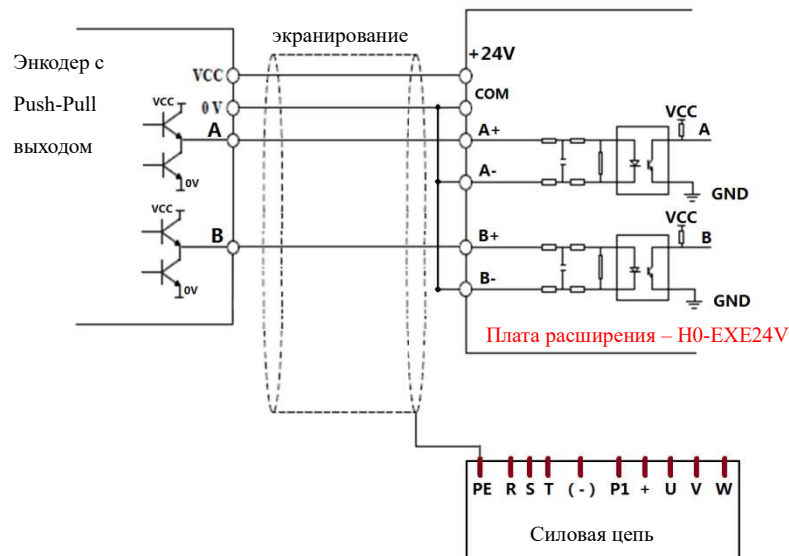 Энкодер с
Push-Pull
выходом
экранирование
VCC
0 V
A
B
VCC
0V
VCC
0V
+24V
COM
A+
A-
B+
B-
VCC
A
GND
VCC
B
GND
Плата расширения – H0-EXE24V
PE R S T (-) P1 + U V W
Силовая цепь